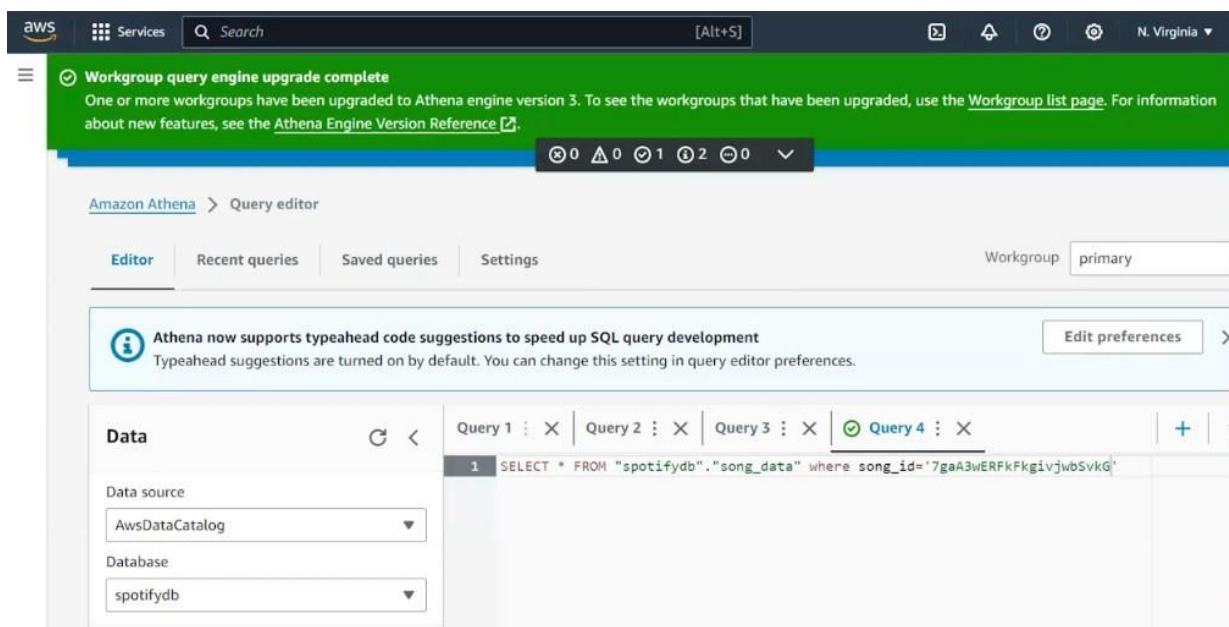 aws
Services
Search
[Alt+S]
N. Virginia
Workgroup query engine upgrade complete
One or more workgroups have been upgraded to Athena engine version 3. To see the workgroups that have been upgraded, use the Workgroup list page. For information
about new features, see the Athena Engine Version Reference.
0 0 1 2 0
Amazon Athena > Query editor
Editor Recent queries Saved queries Settings
Workgroup primary
Athena now supports typeahead code suggestions to speed up SQL query development
Typeahead suggestions are turned on by default. You can change this setting in query editor preferences.
Edit preferences
Data
Query 1 Query 2 Query 3 Query 4
1 SELECT * FROM "spotifydb"."song_data" where song_id='7gaA3wERFkFkgivjwbSvkG'
Data source
AwsDataCatalog
Database
spotifydb